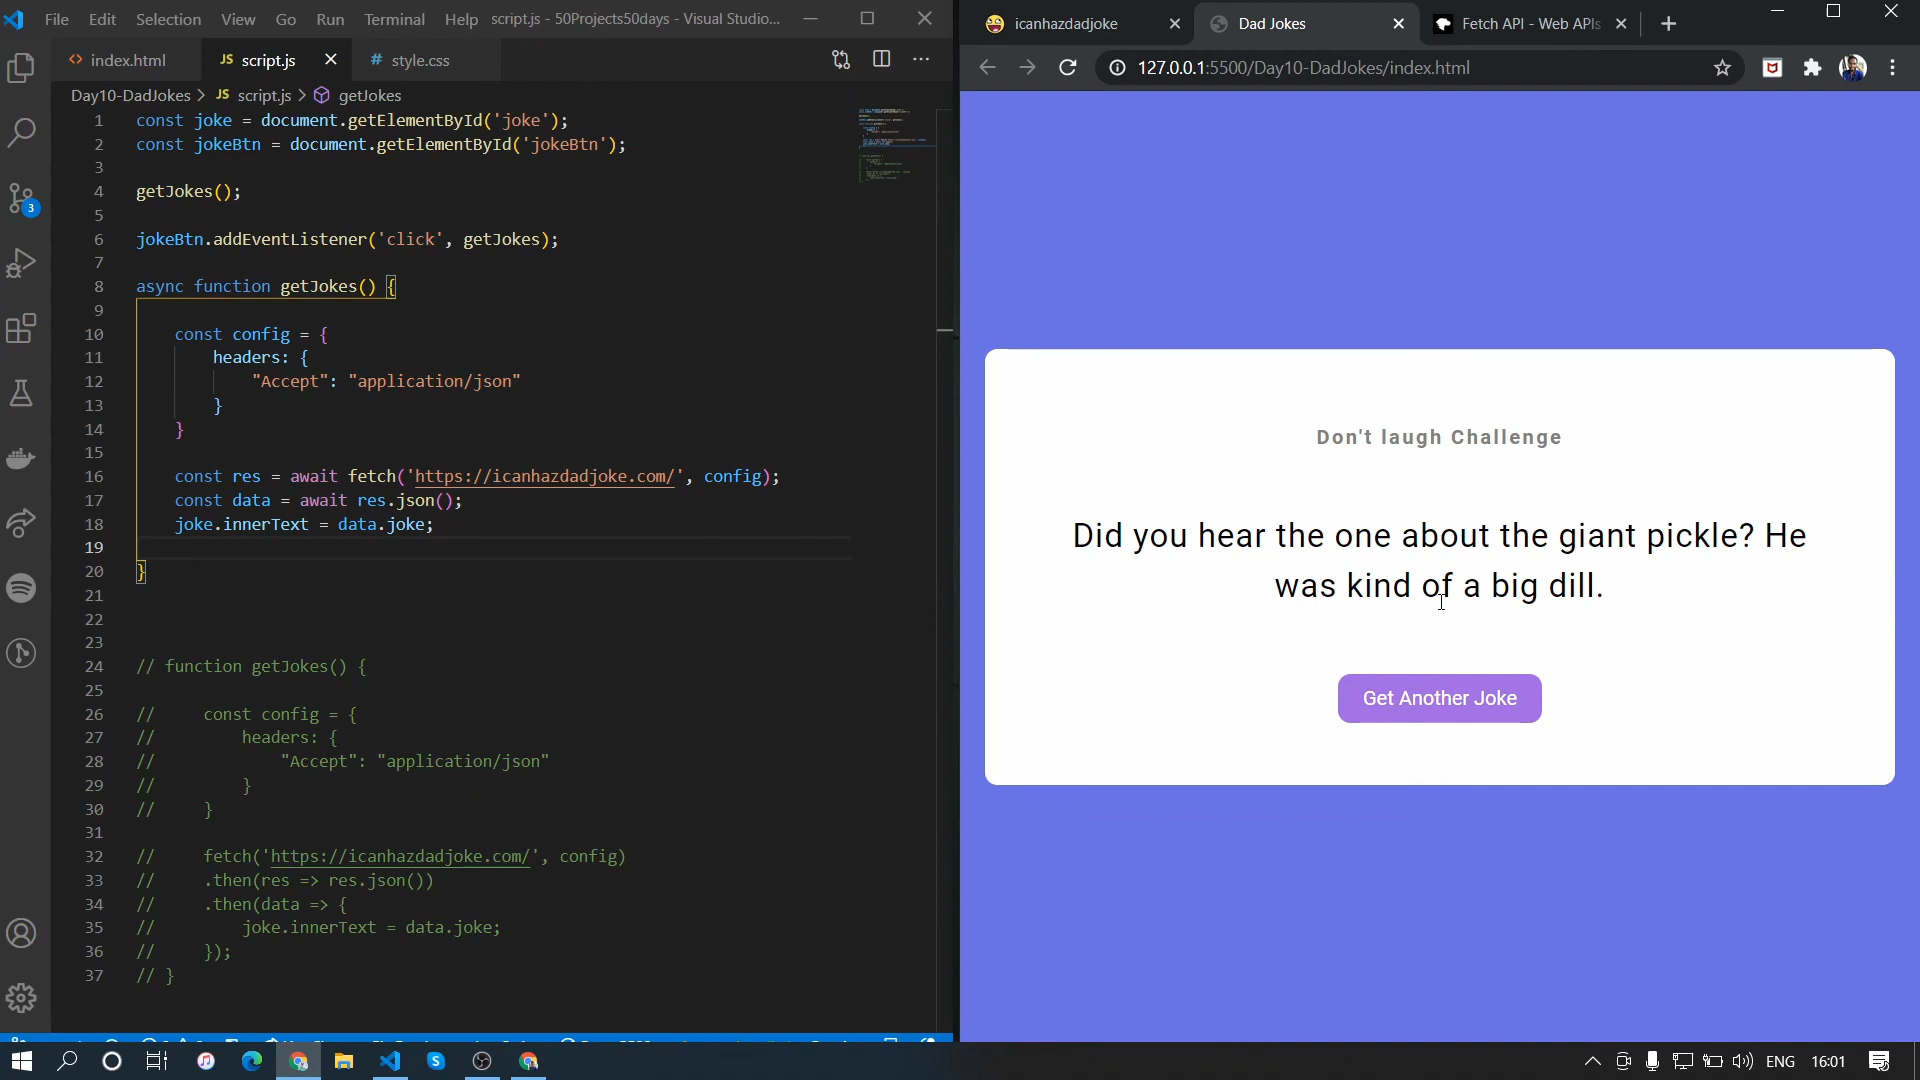 File Edit Selection View Go Run Terminal Help script.js - 50Projects50days - Visual Studio...
index.html
JS script.js
# style.css
Day10-DadJokes > JS script.js > getJokes
3
1 const joke = document.getElementById('joke');
2 const jokeBtn = document.getElementById('jokeBtn');
3
4 getJokes();
5
6 jokeBtn.addEventListener('click', getJokes);
7
8 async function getJokes() {
9
10 const config = {
11 headers: {
12 "Accept": "application/json"
13 }
14 }
15
16 const res = await fetch('https://icanhazdadjoke.com/', config);
17 const data = await res.json();
18 joke.innerText = data.joke;
19
20 }
21
22
23
24 // function getJokes() {
25
26 // const config = {
27 // headers: {
28 // "Accept": "application/json"
29 // }
30 // }
31
32 // fetch('https://icanhazdadjoke.com/', config)
33 // .then(res => res.json())
34 // .then(data => {
35 // joke.innerText = data.joke;
36 // });
37 // }
icanhazdadjoke
Dad Jokes
Fetch API - Web APIs
127.0.0.1:5500/Day10-DadJokes/index.html
Don't laugh Challenge
Did you hear the one about the giant pickle? He
was kind of a big dill.
Get Another Joke
ENG 16:01